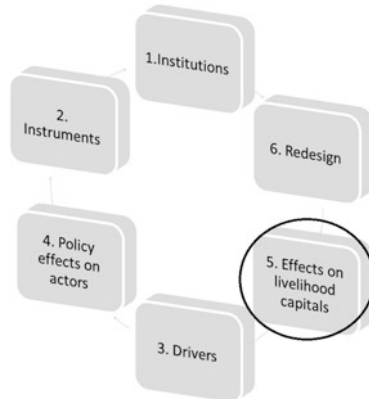 1.Institutions
2.
Instruments
6. Redesign
4. Policy
effects on
actors
5. Effects on
livelihood
capitals
3. Drivers